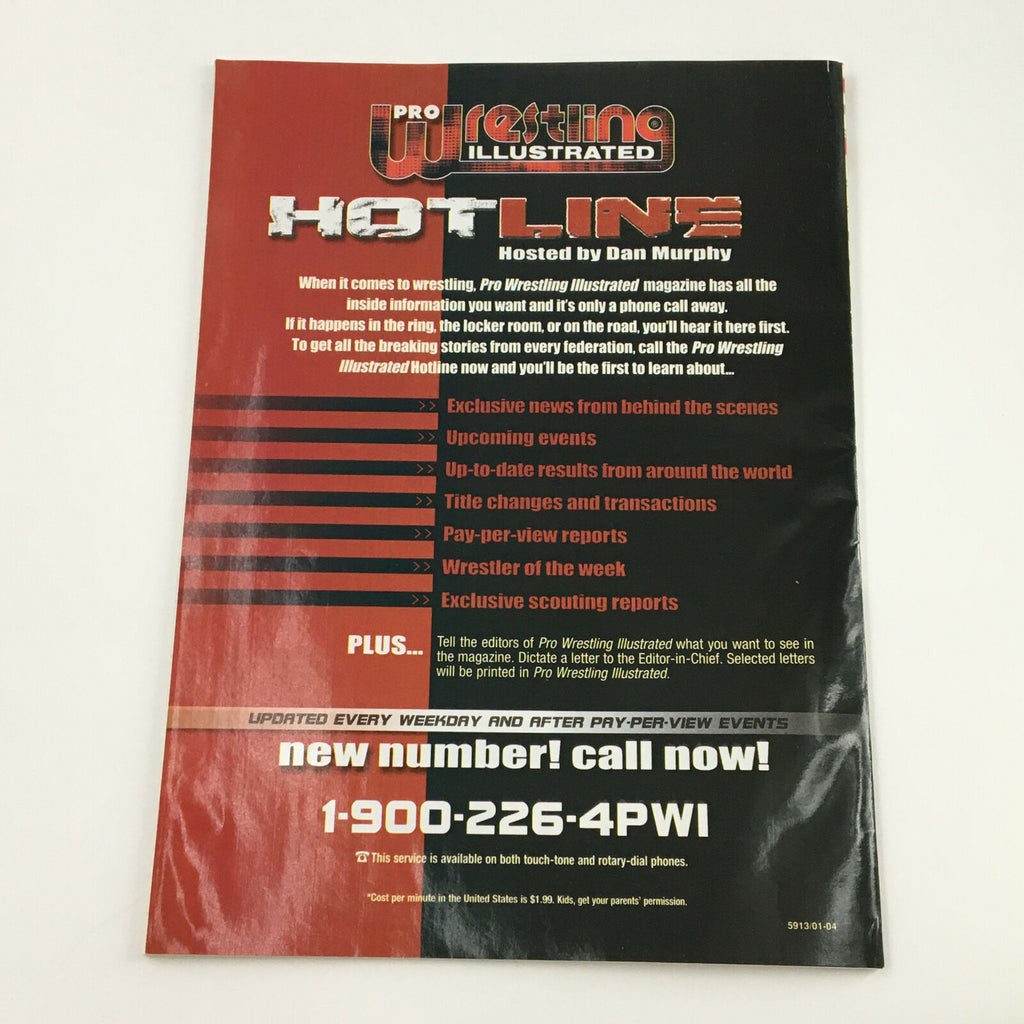 PRO Wrestling®
ILLUSTRATED
HOTLINE
Hosted by Dan Murphy
When it comes to wrestling, Pro Wrestling Illustrated magazine has all the
inside information you want and it's only a phone call away.
If it happens in the ring, the locker room, or on the road, you'll hear it here first.
To get all the breaking stories from every federation, call the Pro Wrestling
Illustrated Hotline now and you'll be the first to learn about...
>> Exclusive news from behind the scenes
>> Upcoming events
>> Up-to-date results from around the world
>> Title changes and transactions
>> Pay-per-view reports
>> Wrestler of the week
>> Exclusive scouting reports
PLUS... Tell the editors of Pro Wrestling Illustrated what you want to see in
the magazine. Dictate a letter to the Editor-in-Chief. Selected letters
will be printed in Pro Wrestling Illustrated.
UPDATED EVERY WEEKDAY AND AFTER PAY-PER-VIEW EVENTS
new number! call now!
1-900-226-4PWI
☎This service is available on both touch-tone and rotary-dial phones.
*Cost per minute in the United States is $1.99. Kids, get your parents' permission.
5913/01-04